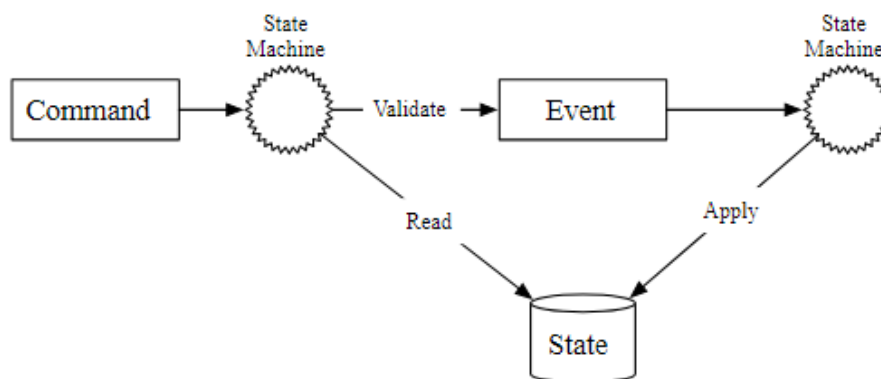 State
Machine
State
Machine
Command
Validate
Event
Read
Apply
State